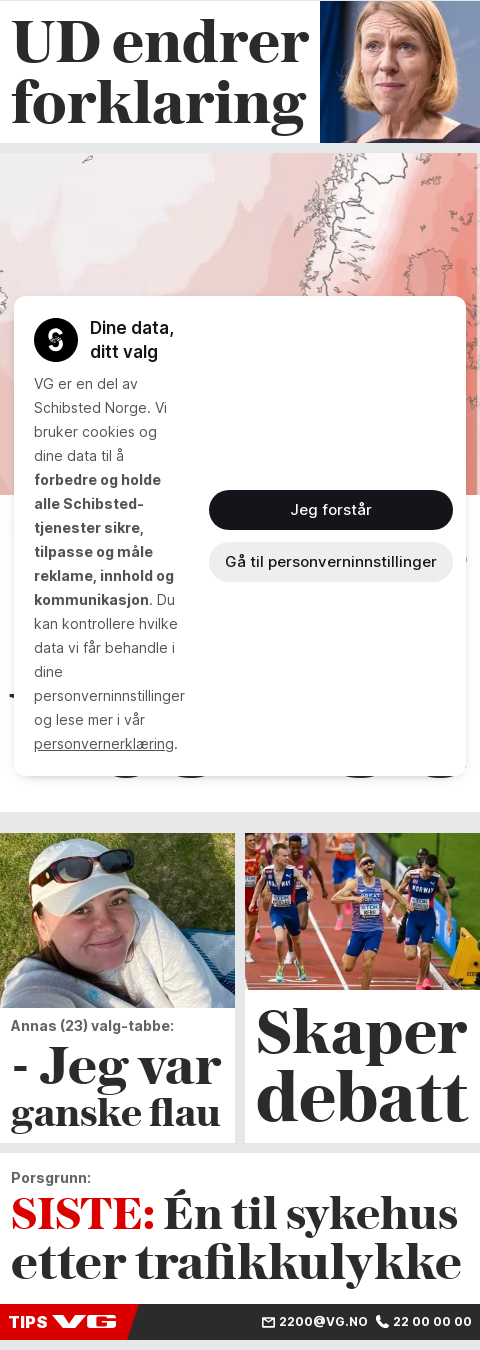 UD endrer
forklaring
Dine data,
ditt valg
VG er en del av
Schibsted Norge. Vi
bruker cookies og
dine data til å
forbedre og holde
alle Schibsted-
tjenester sikre,
tilpasse og måle
reklame, innhold og
kommunikasjon. Du
kan kontrollere hvilke
data vi får behandle i
dine
personverninnstillinger
og lese mer i vår
personvernerklæring.
Jeg forstår
Gå til personverninnstillinger
Annas (23) valg-tabbe:
- Jeg var
ganske flau
NORWAY
KERR
NORWAY
Skaper
debatt
Porsgrunn:
SISTE: Én til sykehus
etter trafikkulykke
TIPS VG
2200@VG.NO 22 00 00 00